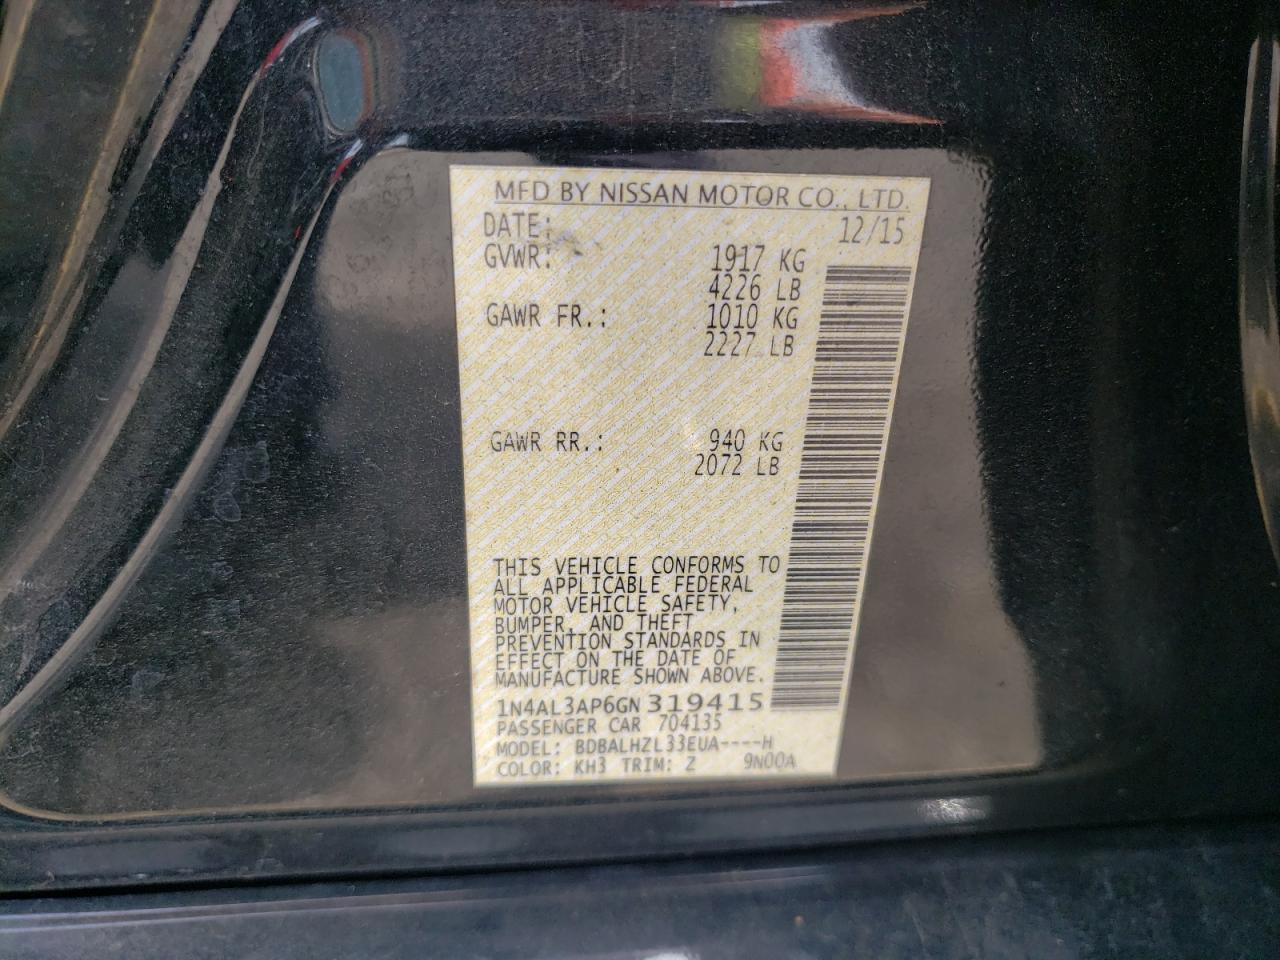 MFD BY NISSAN MOTOR CO., LTD.
DATE: 12/15
GVWR: 1917 KG
4226 LB
GAWR FR.: 1010 KG
2227 LB
GAWR RR.: 940 KG
2072 LB
THIS VEHICLE CONFORMS TO
ALL APPLICABLE FEDERAL
MOTOR VEHICLE SAFETY,
BUMPER, AND THEFT
PREVENTION STANDARDS IN
EFFECT ON THE DATE OF
MANUFACTURE SHOWN ABOVE.
1N4AL3AP6GN319415
PASSENGER CAR 704135
MODEL: BDBALHZL33EUA----H
COLOR: KH3 TRIM: Z 9N00A